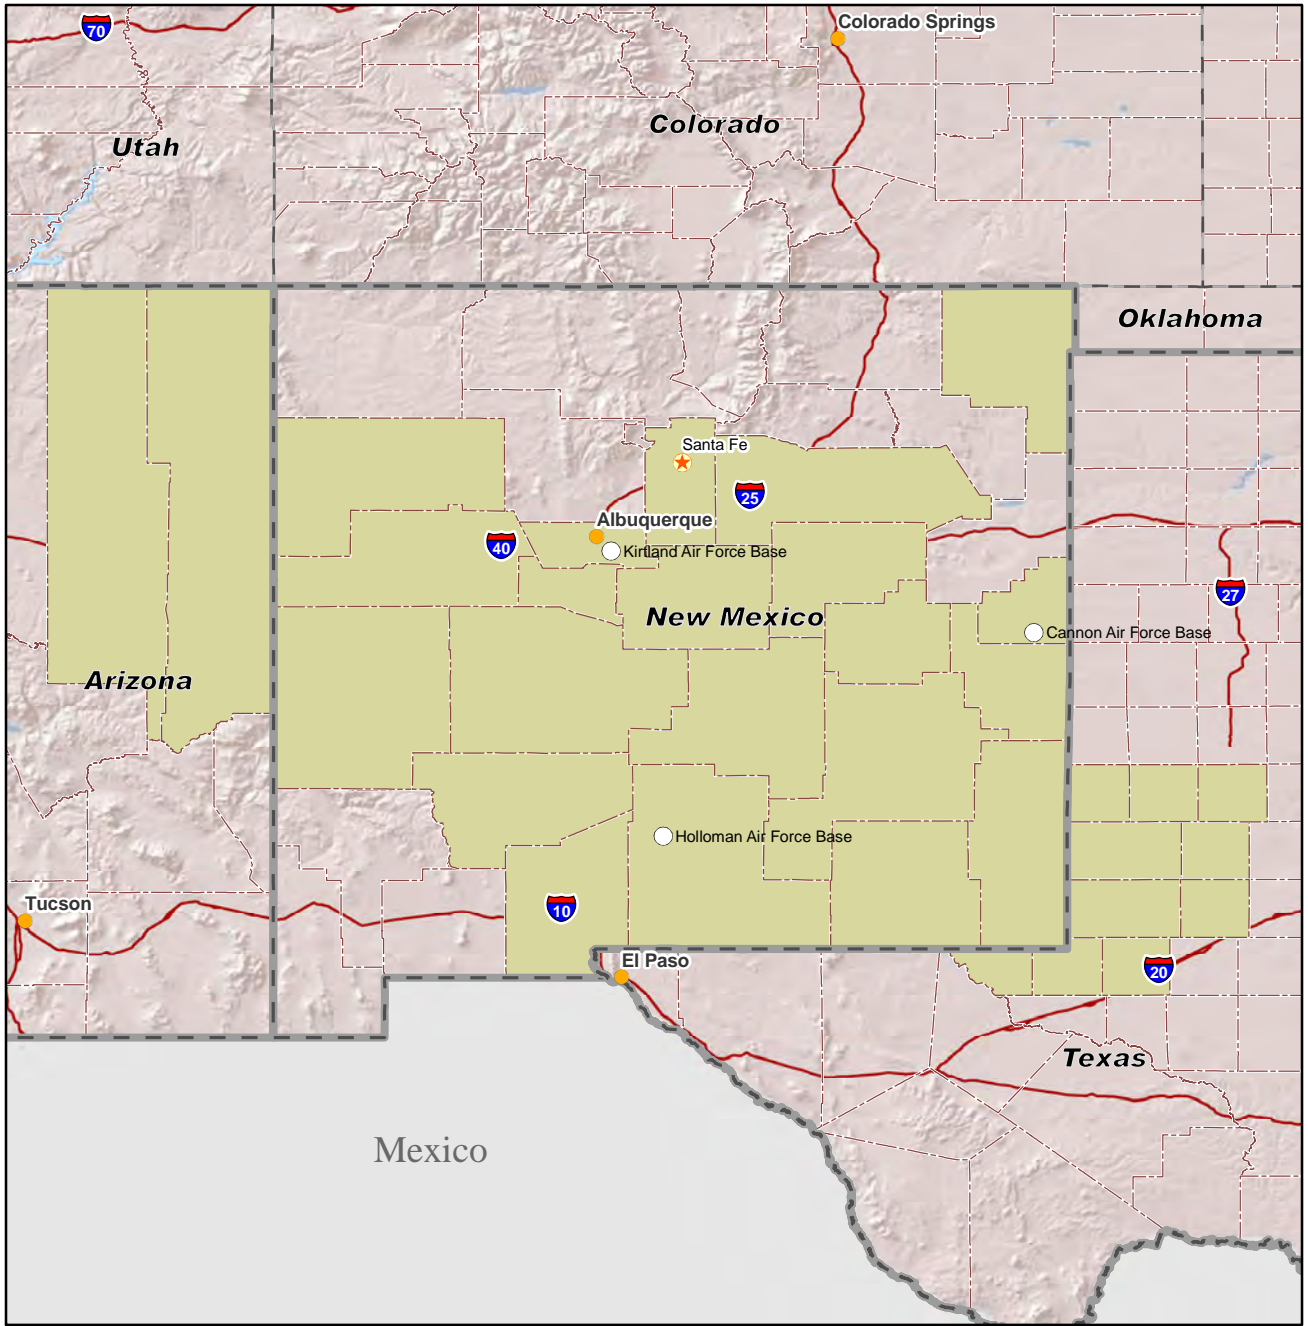 Colorado Springs
70
Colorado
Utah
Oklahoma
Santa Fe
25
Albuquerque
40
Kirtland Air Force Base
27
New Mexico
Cannon Air Force Base
Arizona
Holloman Air Force Base
Tucson
10
El Paso
20
Texas
Mexico